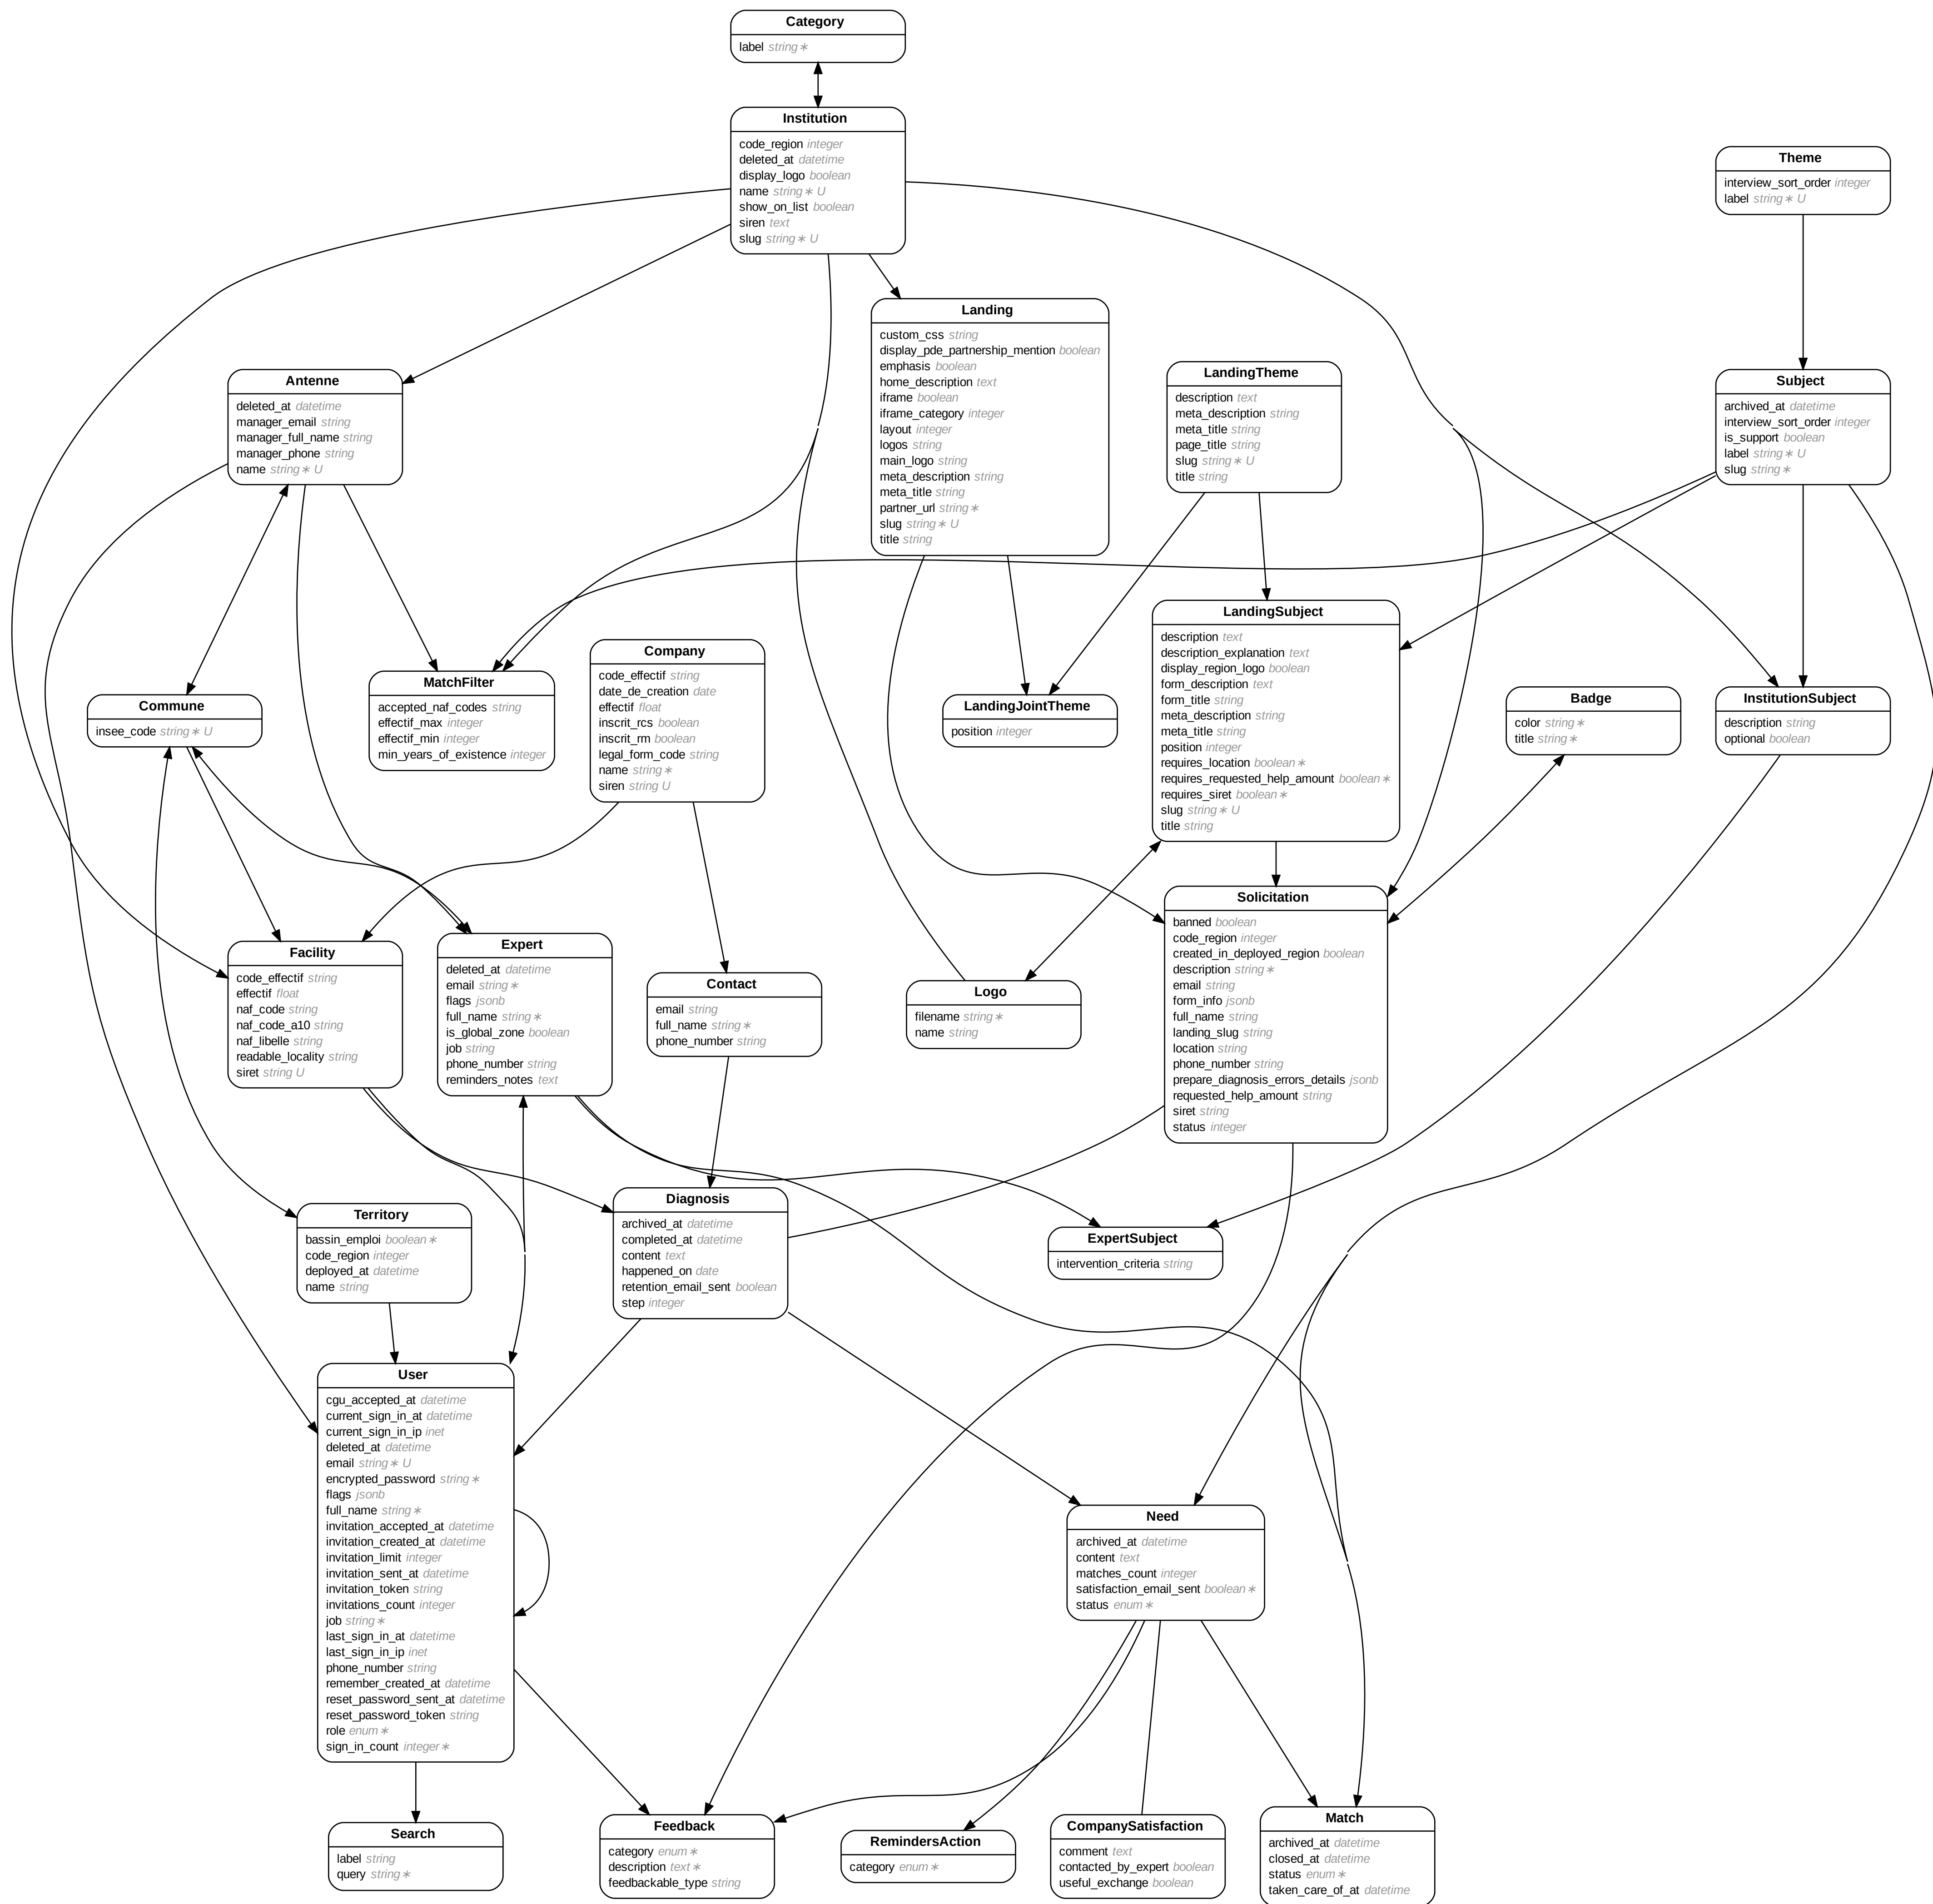 Category
label string∗
Institution
code_region integer
deleted_at datetime
display_logo boolean
name string∗ U
show_on_list boolean
siren text
slug string∗ U
Theme
interview_sort_order integer
label string∗ U
Landing
custom_css string
display_pde_partnership_mention boolean
emphasis boolean
home_description text
iframe boolean
iframe_category integer
layout integer
logos string
main_logo string
meta_description string
meta_title string
partner_url string∗
slug string∗ U
title string
LandingTheme
description text
meta_description string
meta_title string
page_title string
slug string∗ U
title string
Antenne
deleted_at datetime
manager_email string
manager_full_name string
manager_phone string
name string∗ U
Subject
archived_at datetime
interview_sort_order integer
is_support boolean
label string∗ U
slug string∗
LandingSubject
description text
description_explanation text
display_region_logo boolean
form_description text
form_title string
meta_description string
meta_title string
position integer
requires_location boolean∗
requires_requested_help_amount boolean∗
requires_siret boolean∗
slug string∗ U
title string
Company
code_effectif string
date_de_creation date
effectif float
inscrit_rcs boolean
inscrit_rm boolean
legal_form_code string
name string∗
siren string U
MatchFilter
accepted_naf_codes string
effectif_max integer
effectif_min integer
min_years_of_existence integer
Commune
insee_code string∗ U
LandingJointTheme
position integer
Badge
color string∗
title string∗
InstitutionSubject
description string
optional boolean
Solicitation
banned boolean
code_region integer
created_in_deployed_region boolean
description string∗
email string
form_info jsonb
full_name string
landing_slug string
location string
phone_number string
prepare_diagnosis_errors_details jsonb
requested_help_amount string
siret string
status integer
Facility
code_effectif string
effectif float
naf_code string
naf_code_a10 string
naf_libelle string
readable_locality string
siret string U
Expert
deleted_at datetime
email string∗
flags jsonb
full_name string∗
is_global_zone boolean
job string
phone_number string
reminders_notes text
Contact
email string
full_name string∗
phone_number string
Logo
filename string∗
name string
Diagnosis
archived_at datetime
completed_at datetime
content text
happened_on date
retention_email_sent boolean
step integer
Territory
bassin_emploi boolean∗
code_region integer
deployed_at datetime
name string
ExpertSubject
intervention_criteria string
User
cgu_accepted_at datetime
current_sign_in_at datetime
current_sign_in_ip inet
deleted_at datetime
email string∗ U
encrypted_password string∗
flags jsonb
full_name string∗
invitation_accepted_at datetime
invitation_created_at datetime
invitation_limit integer
invitation_sent_at datetime
invitation_token string
invitations_count integer
job string∗
last_sign_in_at datetime
last_sign_in_ip inet
phone_number string
remember_created_at datetime
reset_password_sent_at datetime
reset_password_token string
role enum∗
sign_in_count integer∗
Need
archived_at datetime
content text
matches_count integer
satisfaction_email_sent boolean∗
status enum∗
Search
label string
query string∗
Feedback
category enum∗
description text∗
feedbackable_type string
RemindersAction
category enum∗
CompanySatisfaction
comment text
contacted_by_expert boolean
useful_exchange boolean
Match
archived_at datetime
closed_at datetime
status enum∗
taken_care_of_at datetime